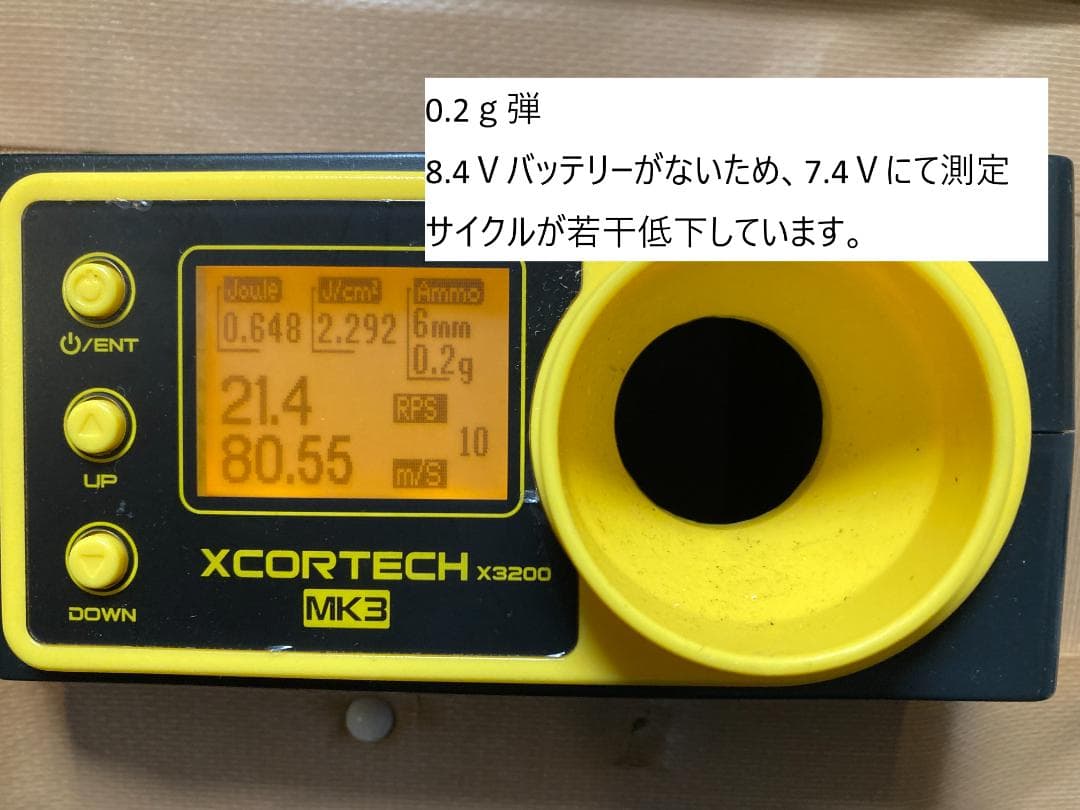 0.2ｇ弾
8.4Ｖバッテリーがないため、7.4Ｖにて測定
サイクルが若干低下しています。
Joule J/cm² Ammo
0.648 2.292 6mm
0.2g
21.4 RPS
10
80.55 m/S
/ENT
UP
DOWN
XCORTECH X3200
MK3